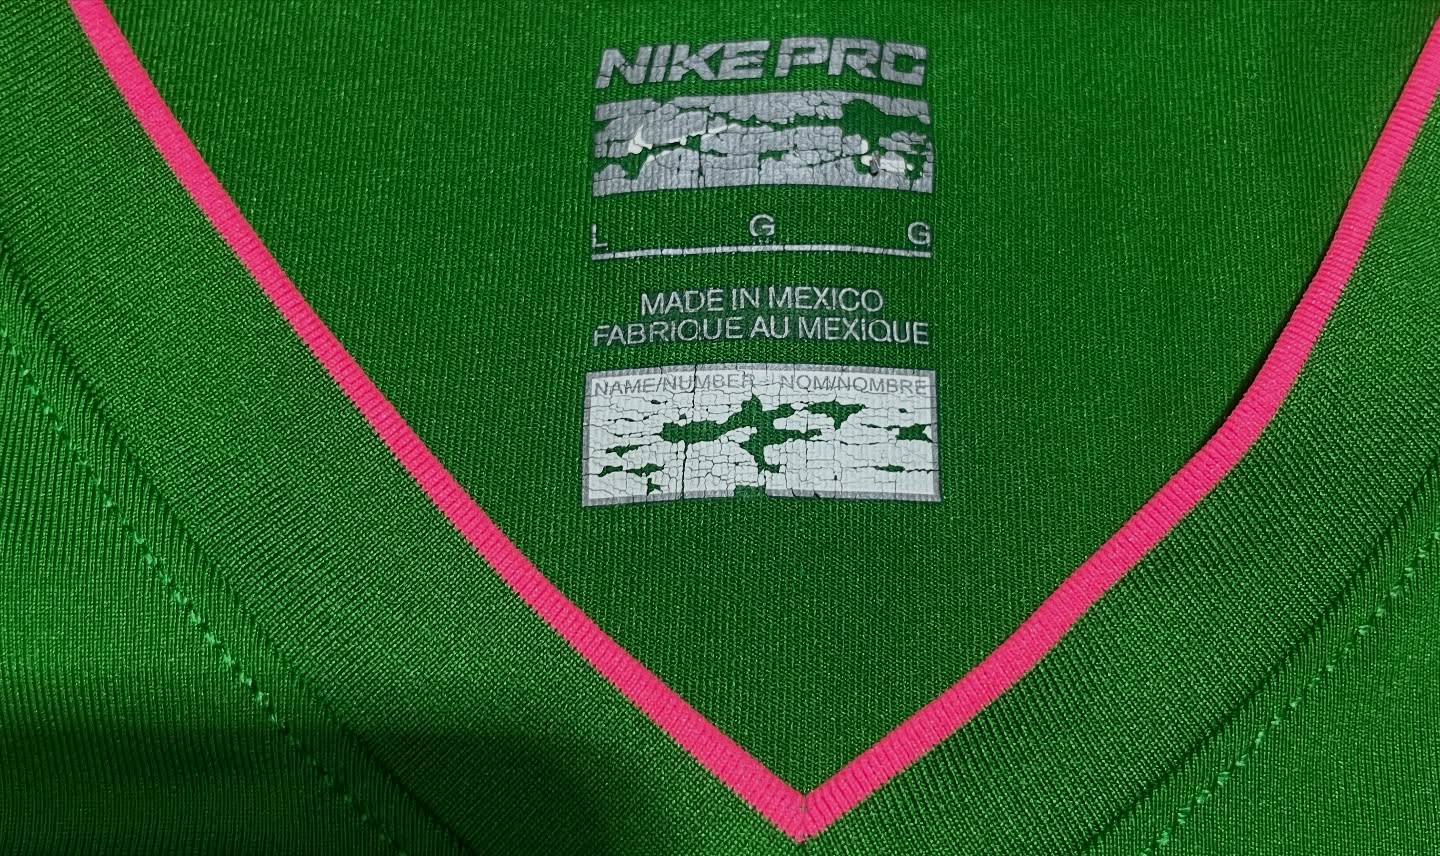 NIKE PRO
L G G
MADE IN MEXICO
FABRIQUE AU MEXIQUE
NAME/NUMBER - NOM/NOMBRE